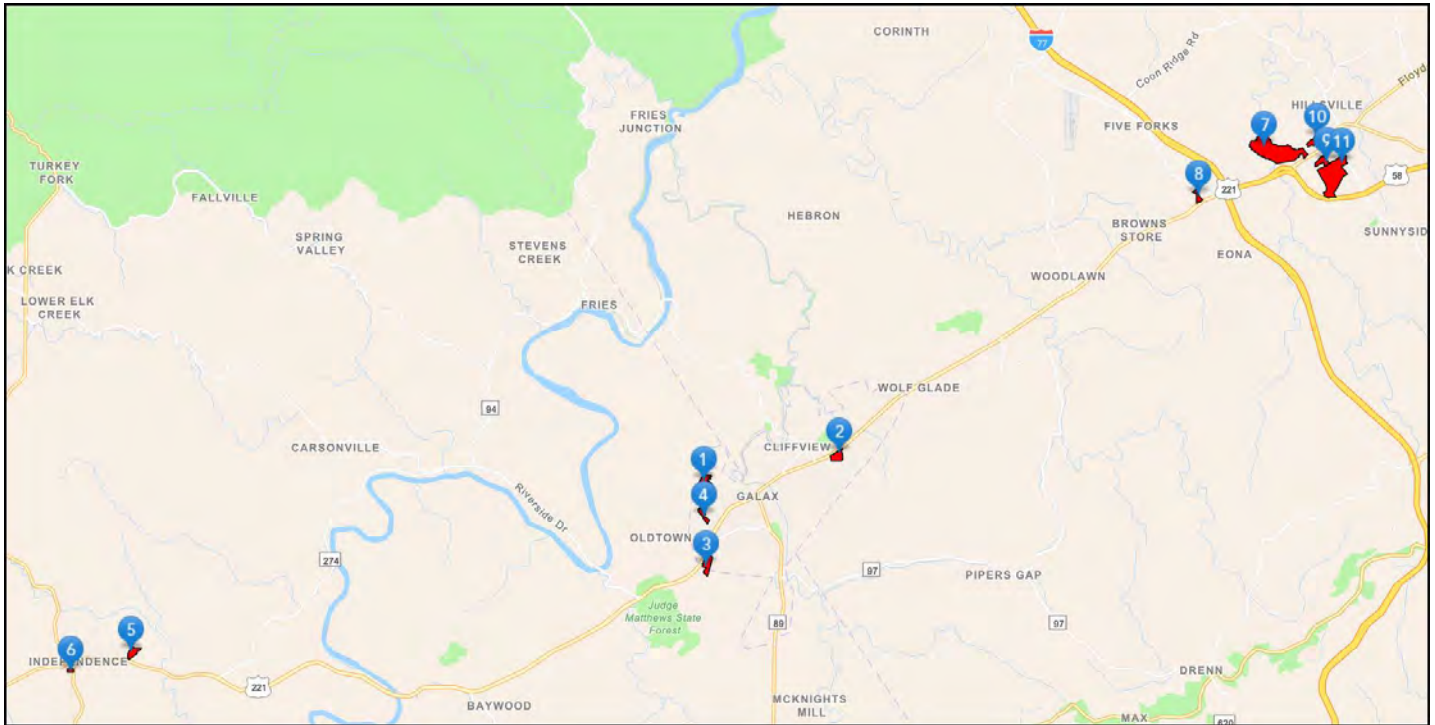 CORINTH
77
Coon Ridge Rd
Floyd
HILLSVILLE
FRIES
JUNCTION
FIVE FORKS
10
7
9
11
TURKEY
FORK
58
8
221
FALLVILLE
HEBRON
BROWNS
STORE
SUNNYSID
SPRING
VALLEY
STEVENS
CREEK
EONA
K CREEK
WOODLAWN
LOWER ELK
CREEK
FRIES
WOLF GLADE
94
CARSONVILLE
CLIFFVIEW
2
1
GALAX
4
Riverside Dr
OLDTOWN
3
274
97
PIPERS GAP
Judge
Matthews State
Forest
89
97
5
6
INDEPENDENCE
221
DRENN
BAYWOOD
MCKNIGHTS
MILL
MAX
620